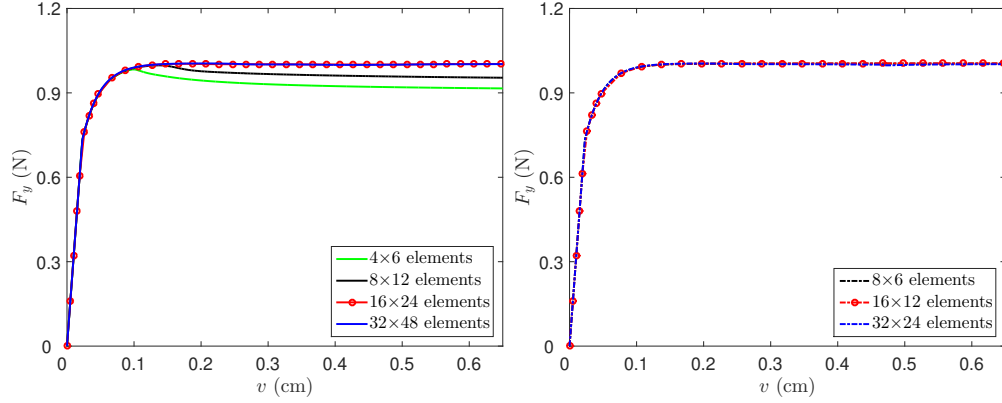 1.2
0.9
0.6
0.3
0
F_y (N)
0 0.1 0.2 0.3 0.4 0.5 0.6
v (cm)
4×6 elements
8×12 elements
16×24 elements
32×48 elements
1.2
0.9
0.6
0.3
0
F_y (N)
0 0.1 0.2 0.3 0.4 0.5 0.6
v (cm)
8×6 elements
16×12 elements
32×24 elements